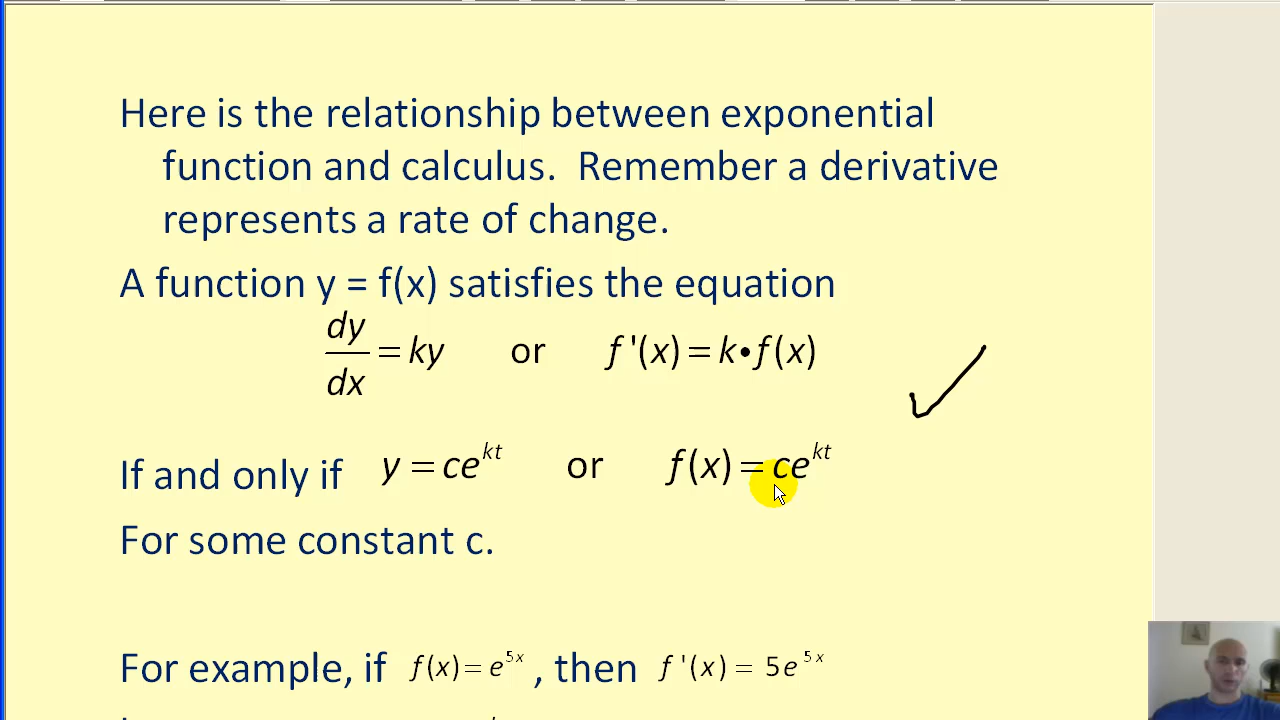 Here is the relationship between exponential
function and calculus. Remember a derivative
represents a rate of change.
A function y = f(x) satisfies the equation
dy/dx = ky or f '(x) = k•f(x)
If and only if y = ce^{kt} or f(x) = ce^{kt}
For some constant c.
For example, if f(x) = e^{5x}, then f '(x) = 5e^{5x}